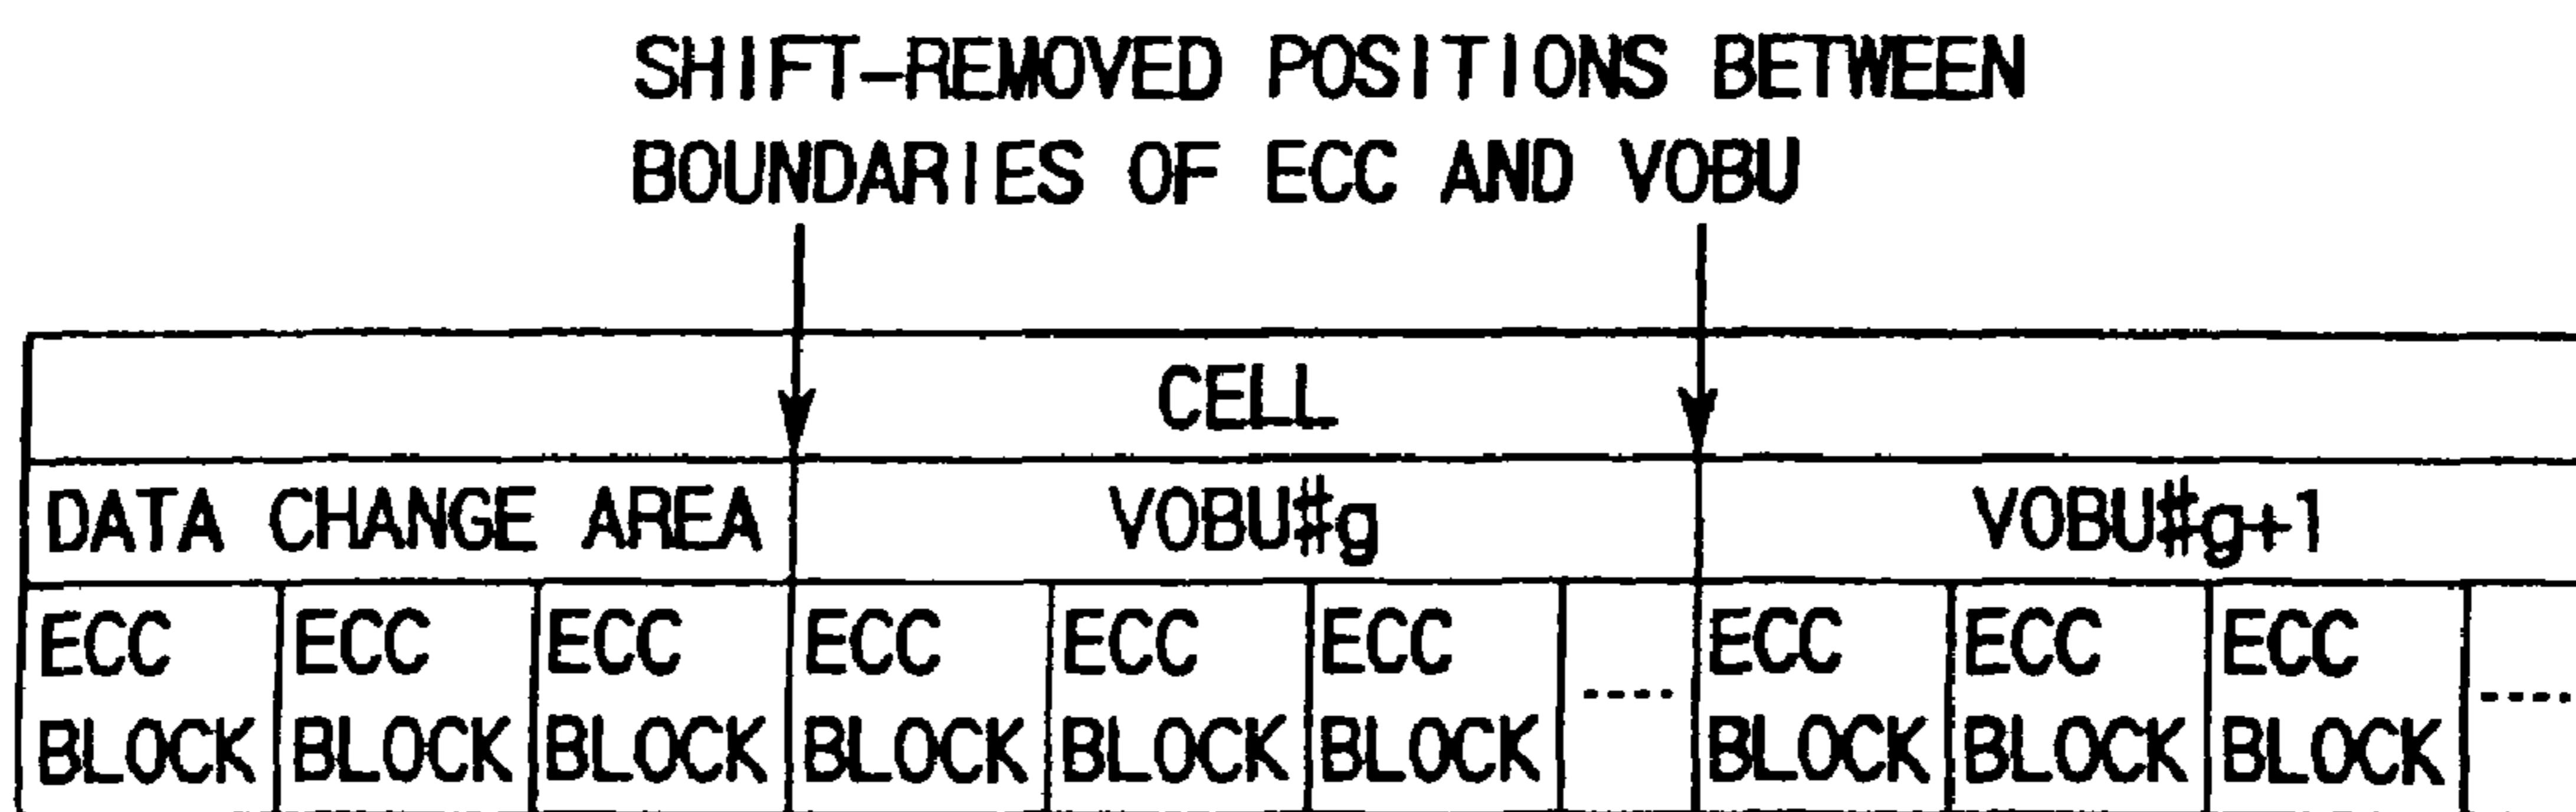 SHIFT-REMOVED POSITIONS BETWEEN
BOUNDARIES OF ECC AND VOBU
CELL
DATA CHANGE AREA VOBU#g VOBU#g+1
ECC ECC ECC ECC ECC ECC ECC ECC ECC
BLOCK BLOCK BLOCK BLOCK BLOCK BLOCK ---- BLOCK BLOCK BLOCK ----